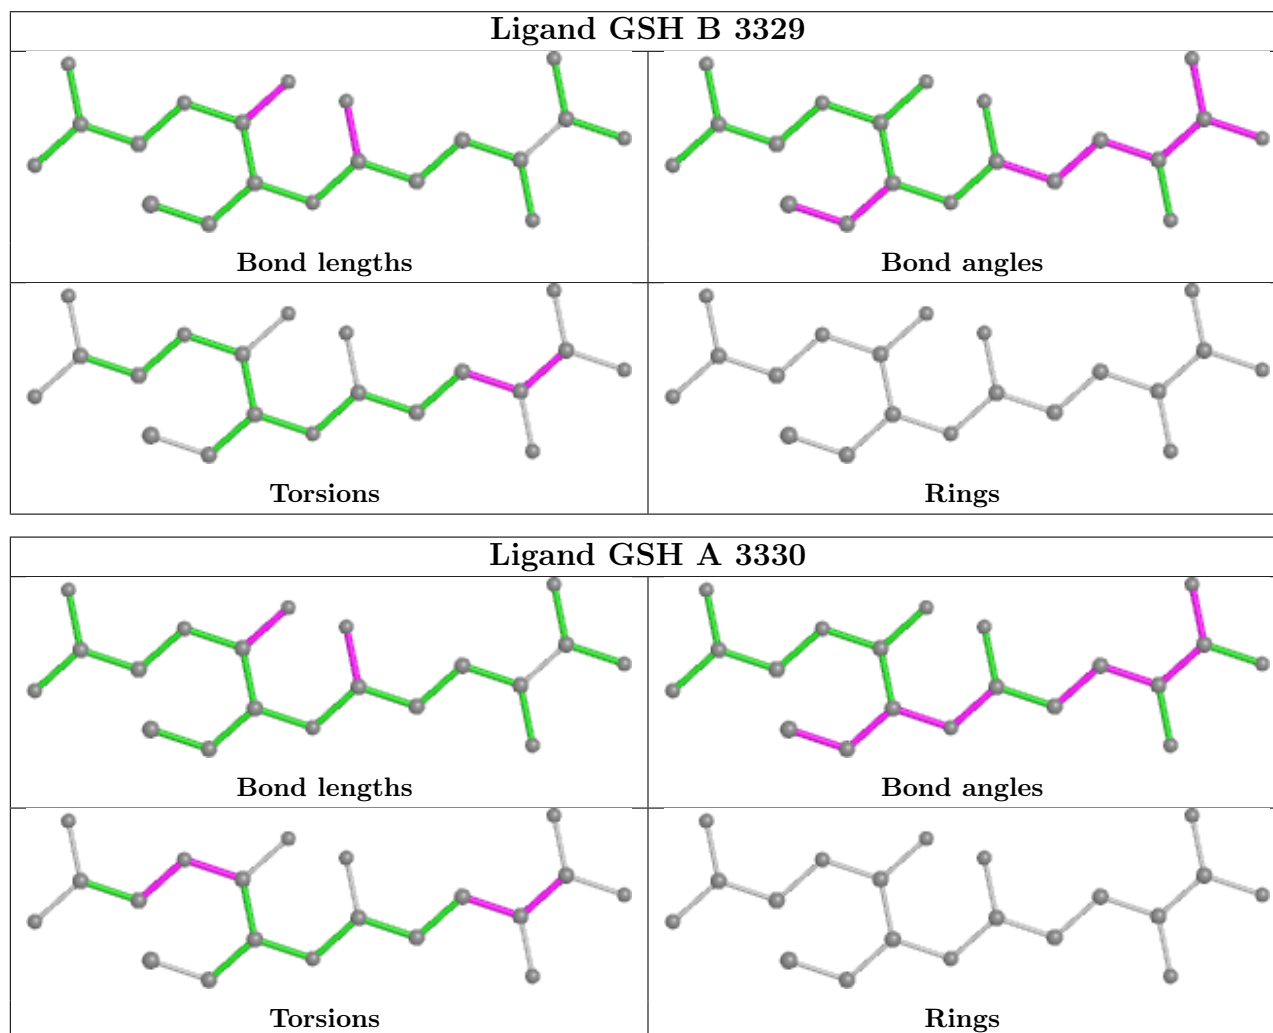 Ligand GSH B 3329
Bond lengths
Bond angles
Torsions
Rings
Ligand GSH A 3330
Bond lengths
Bond angles
Torsions
Rings